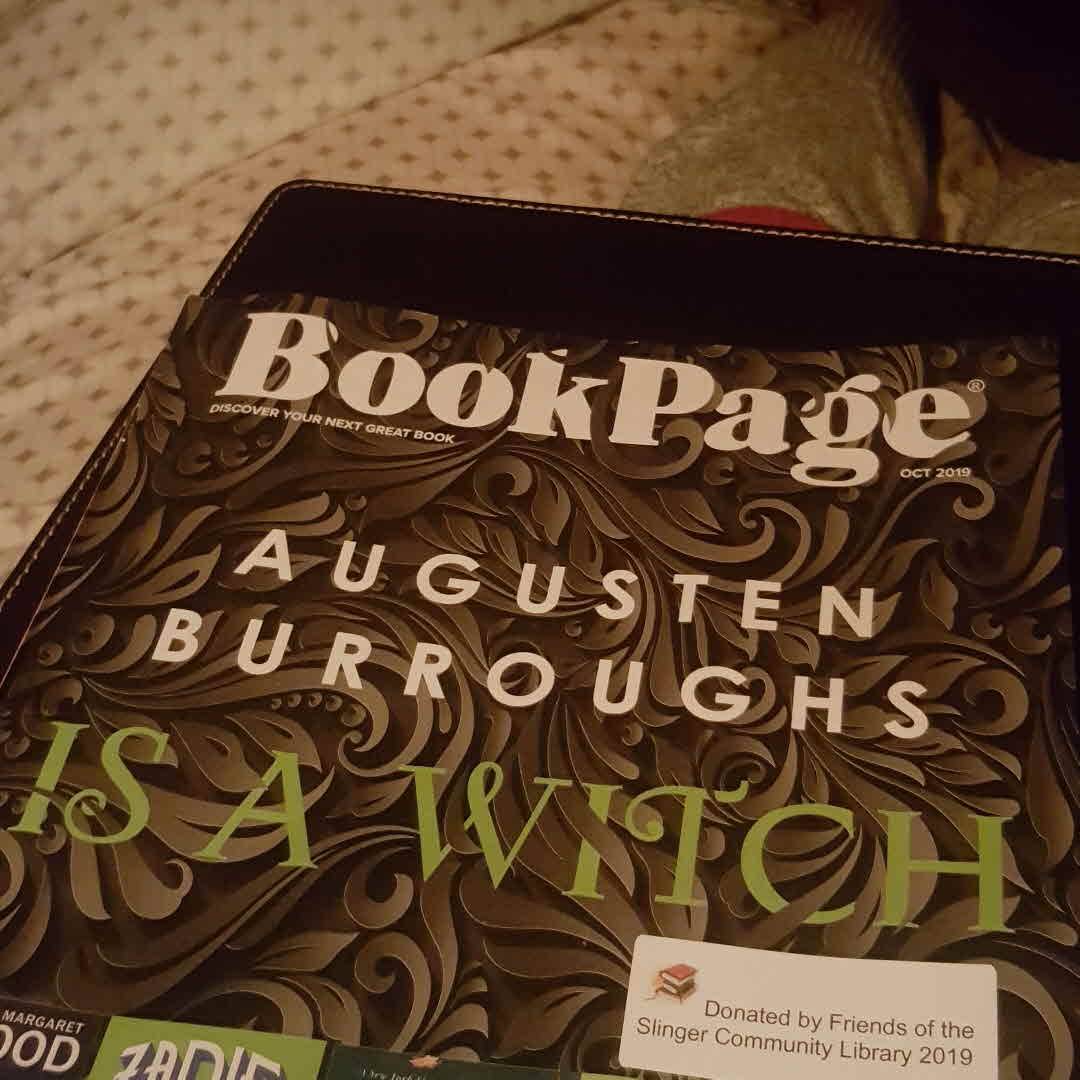 BookPage®
DISCOVER YOUR NEXT GREAT BOOK
OCT 2019
AUGUSTEN
BURROUGHS
IS A WITCH
Donated by Friends of the
Slinger Community Library 2019
MARGARET
OOD
ZADIE